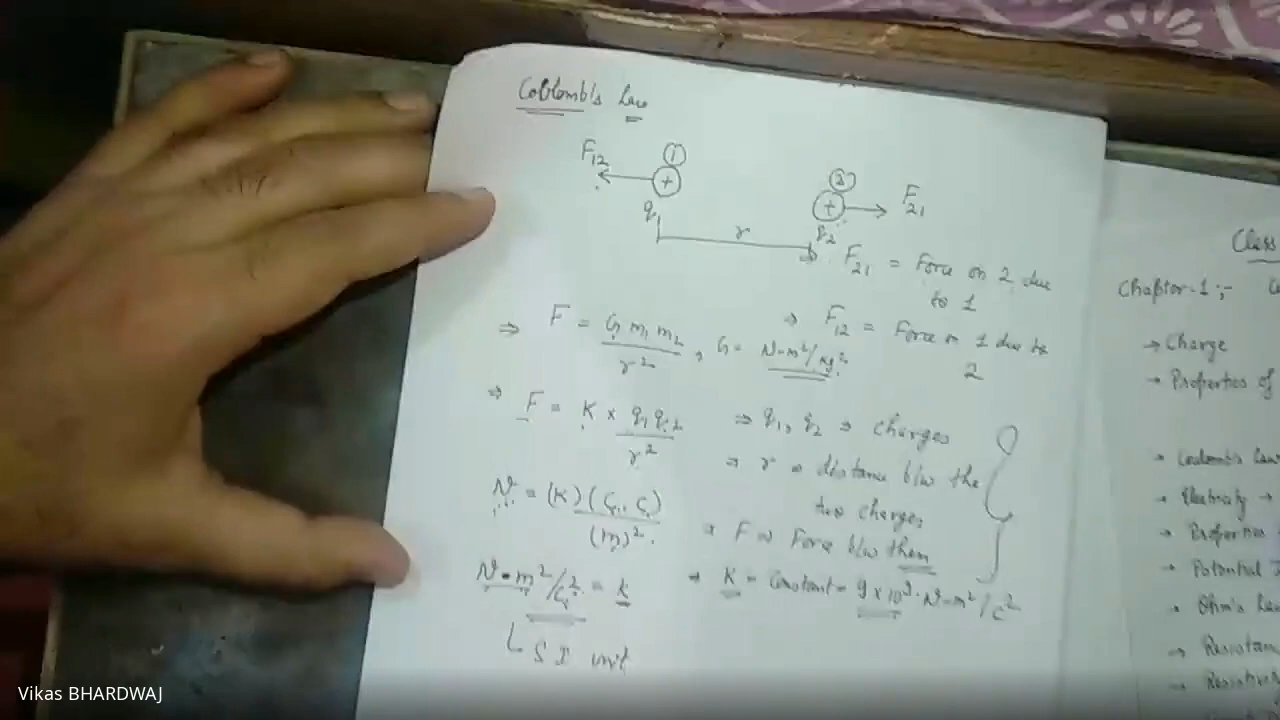 Coulomb's Law
F12 ① ②
+ + F21
q1 r q2
F21 = Force on 2 due
to 1
⇒ F = G m1 m2 / r², G = N-m²/kg²
⇒ F12 = Force on 1 due to
2
⇒ F = K × q1 q2 / r²
⇒ q1, q2 → charges
⇒ r → distance b/w the
two charges
N = (K) (C . C) / (m)²
⇒ F → Force b/w them
N-m²/C² = k
→ K → Constant = 9 x 10⁹ N-m²/c²
S I unit
Class
Chapter-1 :-
→ Charge
→ Properties of
→ Coulombs Law
→ Electricity →
→ Properties
→ Potential
→ Ohm's Law
→ Resistance
→ Resistivity
Vikas BHARDWAJ